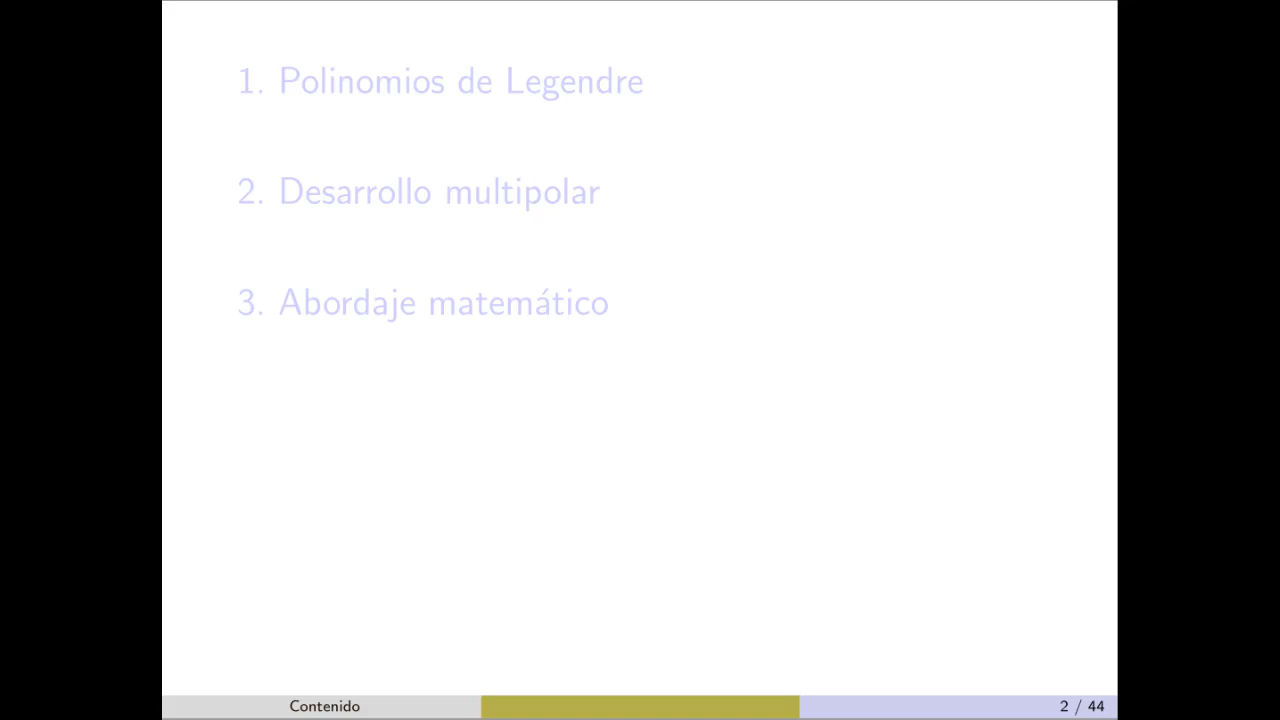 1. Polinomios de Legendre
2. Desarrollo multipolar
3. Abordaje matemático
Contenido
2 / 44